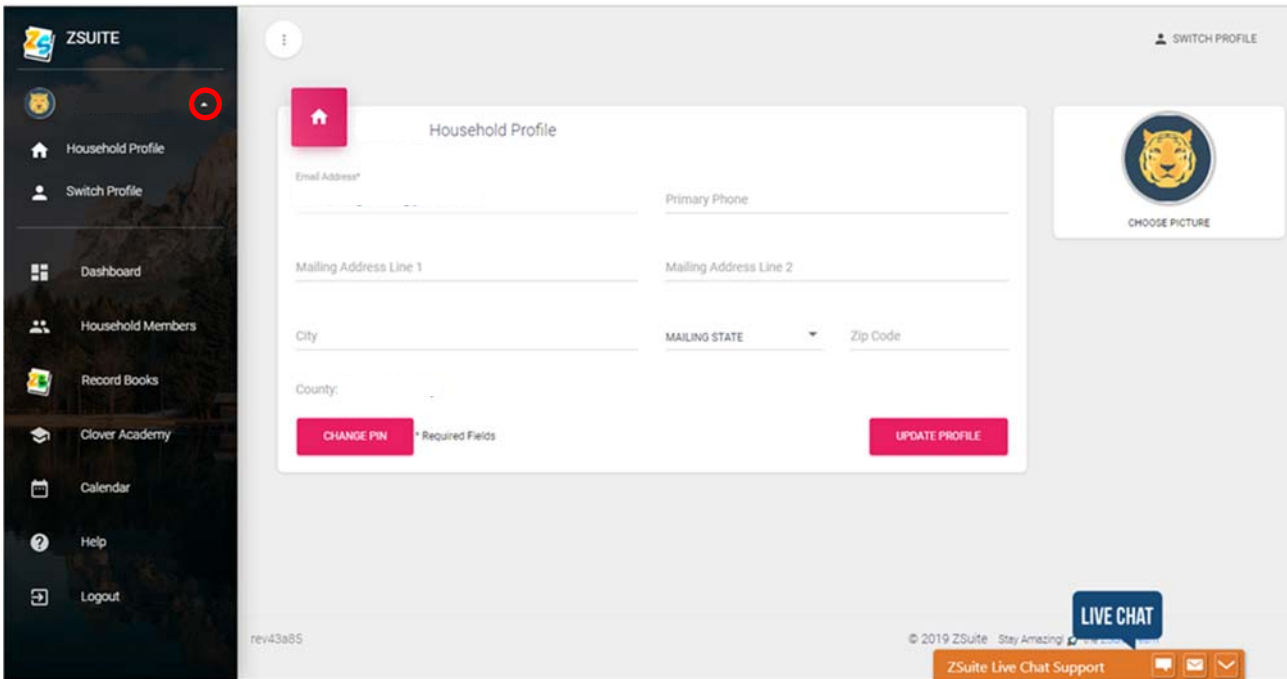 ZSUITE
Household Profile
Switch Profile
Dashboard
Household Members
Record Books
Clover Academy
Calendar
Help
Logout
SWITCH PROFILE
Household Profile
Email Address*
Primary Phone
Mailing Address Line 1
Mailing Address Line 2
City
MAILING STATE
Zip Code
County:
CHANGE PIN
* Required Fields
UPDATE PROFILE
CHOOSE PICTURE
rev43a85
© 2019 ZSuite Stay Amazing!
LIVE CHAT
ZSuite Live Chat Support